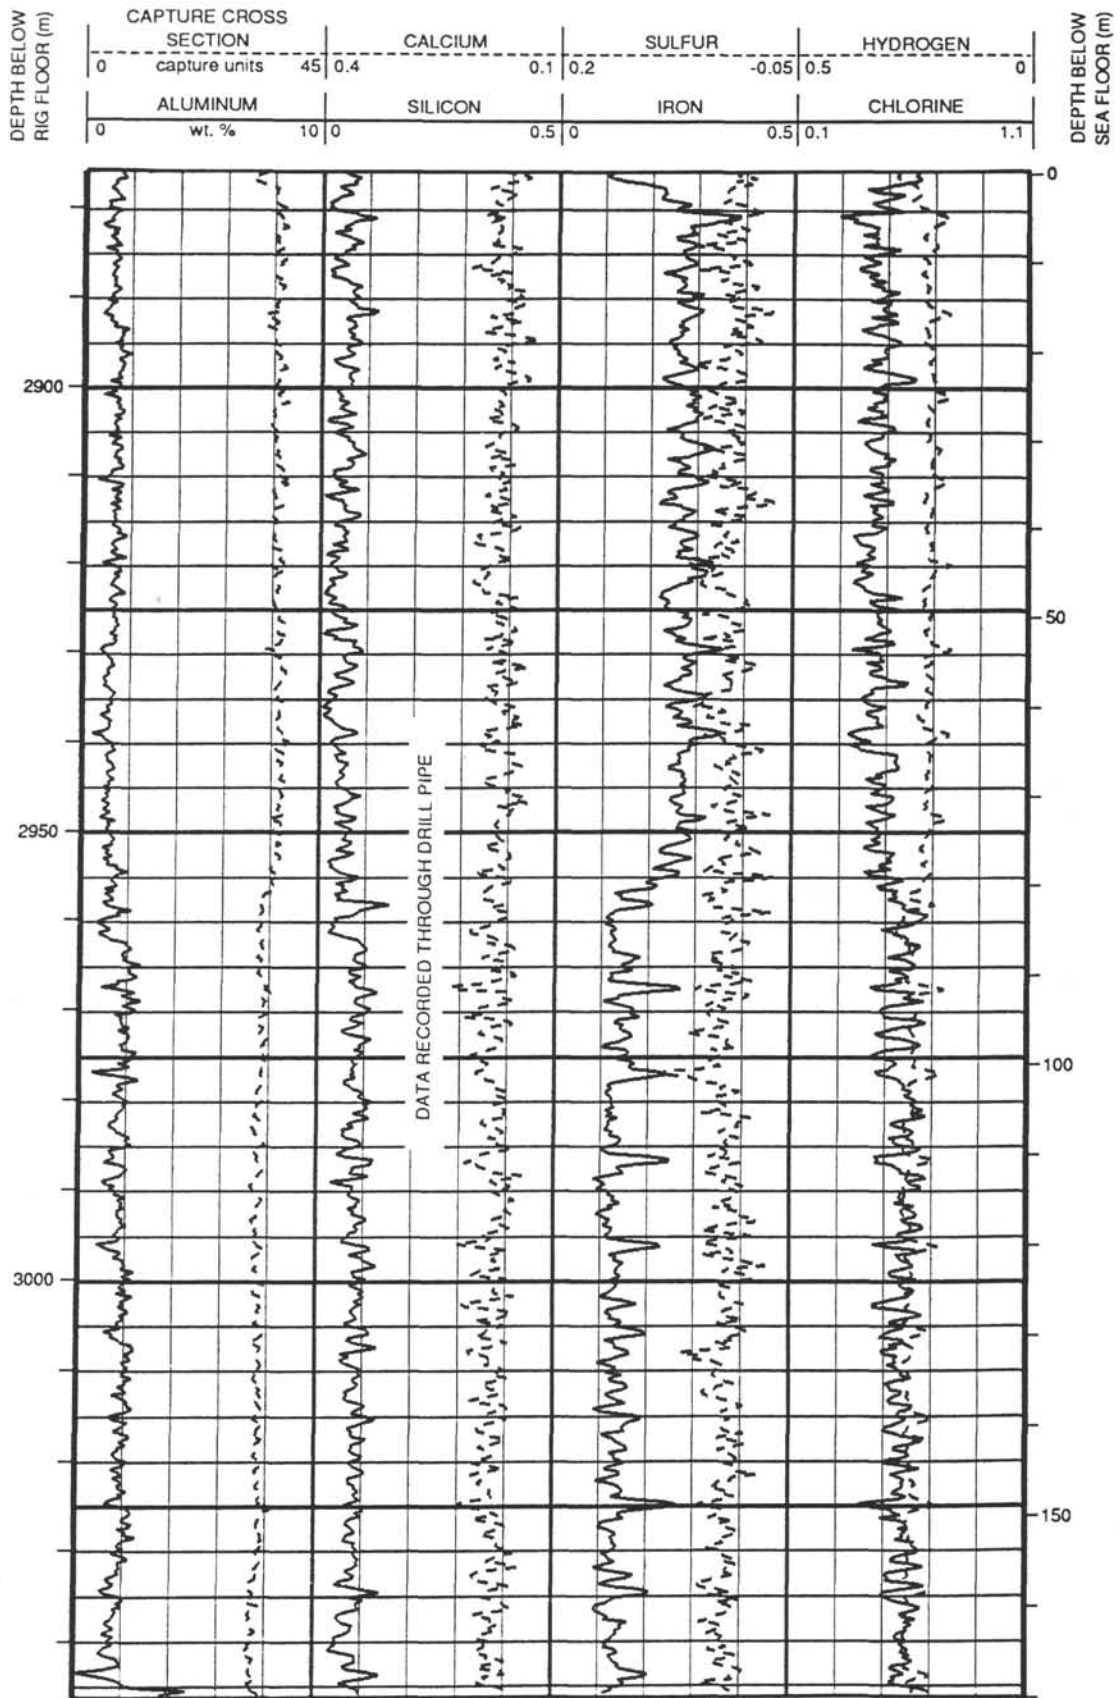 DEPTH BELOW
RIG FLOOR (m)
CAPTURE CROSS
SECTION
CALCIUM
SULFUR
HYDROGEN
0 capture units 45
0.4 0.1
0.2 -0.05
0.5 0
ALUMINUM
SILICON
IRON
CHLORINE
0 wt. % 10
0 0.5
0 0.5
0.1 1.1
DEPTH BELOW
SEA FLOOR (m)
0
2900
50
2950
DATA RECORDED THROUGH DRILL PIPE
100
3000
150